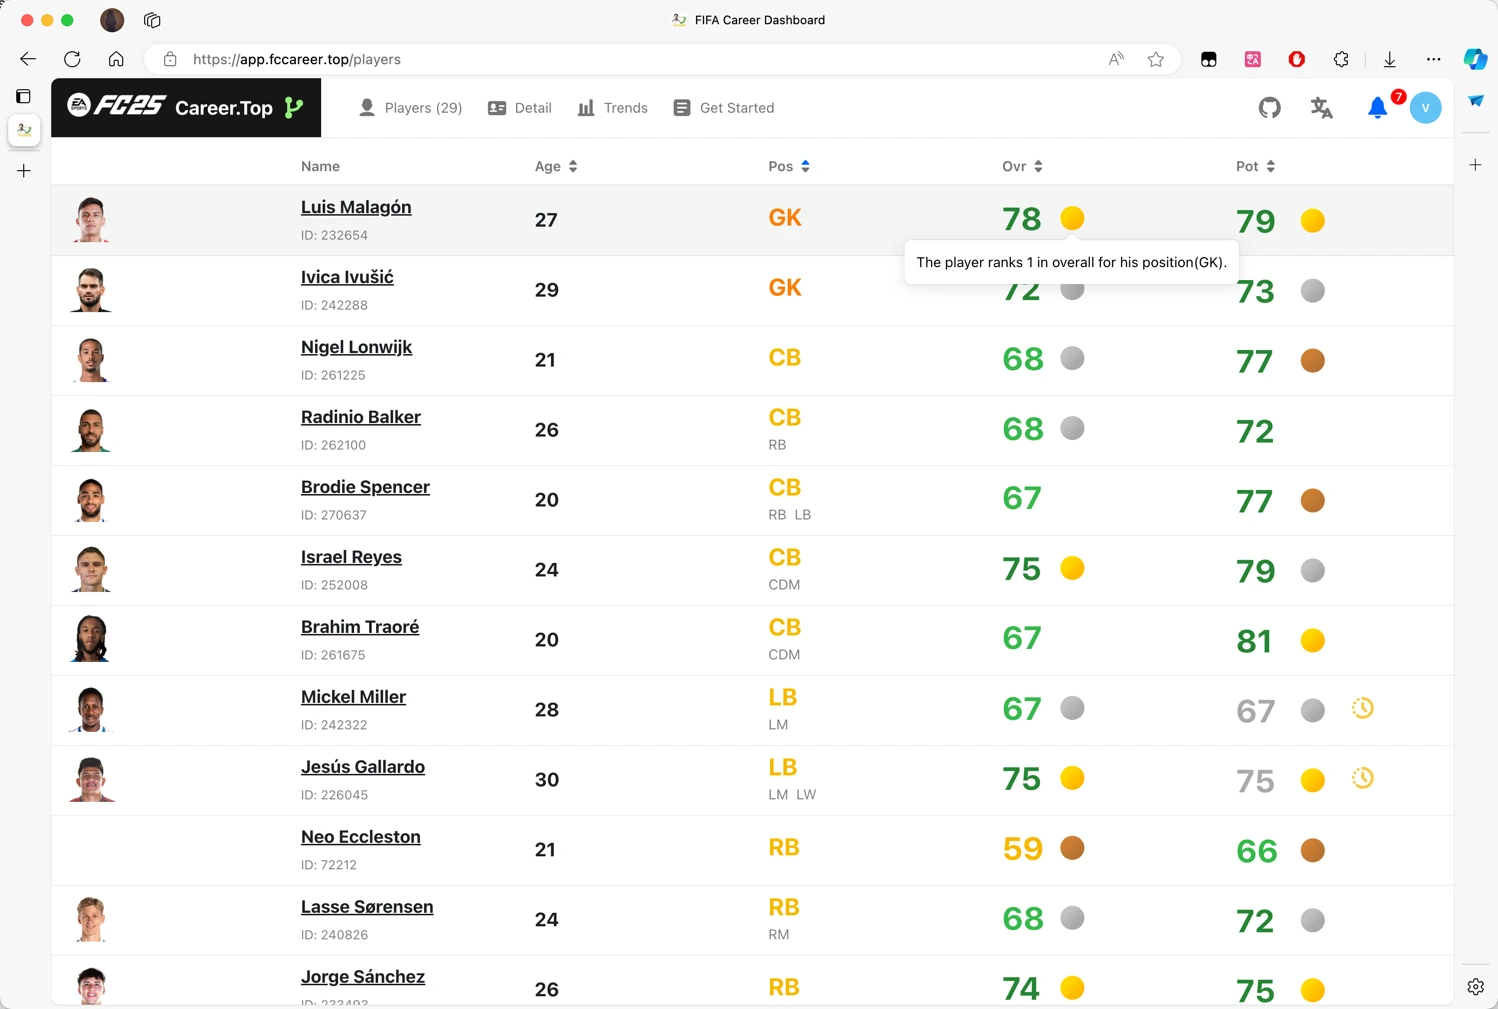 FIFA Career Dashboard
https://app.fccareer.top/players
EA SPORTS FC25 Career.Top
Players (29) Detail Trends Get Started
7
V
Name Age Pos Ovr Pot
Luis Malagón 27 GK 78 79
ID: 232654
The player ranks 1 in overall for his position(GK).
Ivica Ivušić 29 GK 72 73
ID: 242288
Nigel Lonwijk 21 CB 68 77
ID: 261225
Radinio Balker 26 CB 68 72
ID: 262100 RB
Brodie Spencer 20 CB 67 77
ID: 270637 RB LB
Israel Reyes 24 CB 75 79
ID: 252008 CDM
Brahim Traoré 20 CB 67 81
ID: 261675 CDM
Mickel Miller 28 LB 67 67
ID: 242322 LM
Jesús Gallardo 30 LB 75 75
ID: 226045 LM LW
Neo Eccleston 21 RB 59 66
ID: 72212
Lasse Sørensen 24 RB 68 72
ID: 240826 RM
Jorge Sánchez 26 RB 74 75